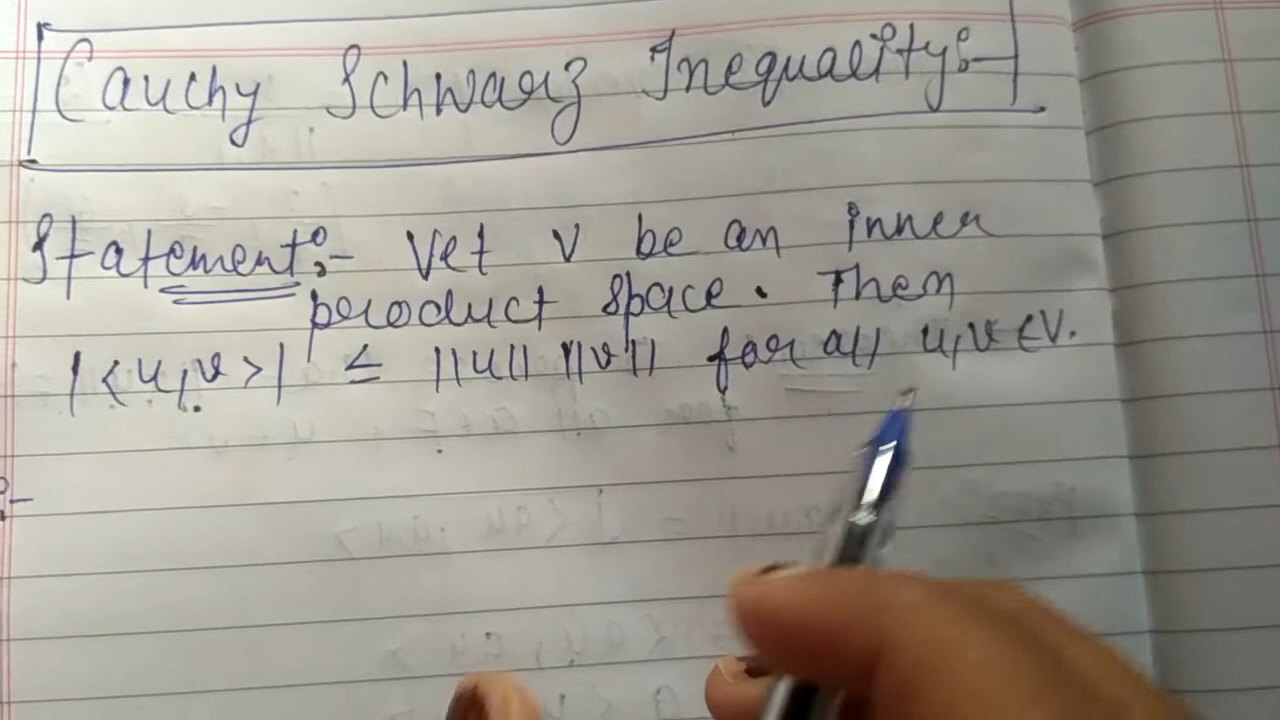 Cauchy Schwarz Inequality:-
Statement:- Let V be an inner
product space. Then
|<u,v>| ≤ ||u|| ||v|| for all u,v ∈ V.